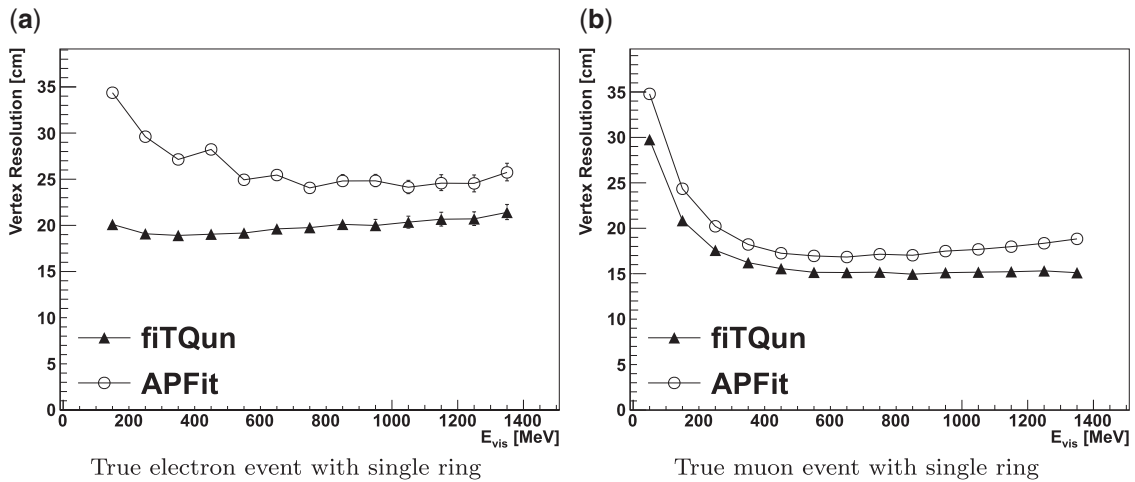 (a)
Vertex Resolution [cm]
35
30
25
20
15
10
5
0
fiTQun
APFit
0 200 400 600 800 1000 1200 1400
E_vis [MeV]
True electron event with single ring
(b)
Vertex Resolution [cm]
35
30
25
20
15
10
5
0
fiTQun
APFit
0 200 400 600 800 1000 1200 1400
E_vis [MeV]
True muon event with single ring